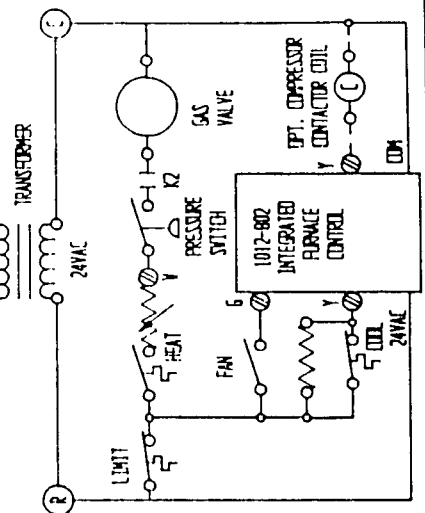 TRANSFORMER
24VAC
R
C
LIMIT
HEAT
W
PRESSURE
SWITCH
K2
GAS
VALVE
FAN
G
COOL
24VAC
Y
1012-802
INTEGRATED
FURNACE
CONTROL
Y
COM
OPT. COMPRESSOR
CONTACTOR COIL
C